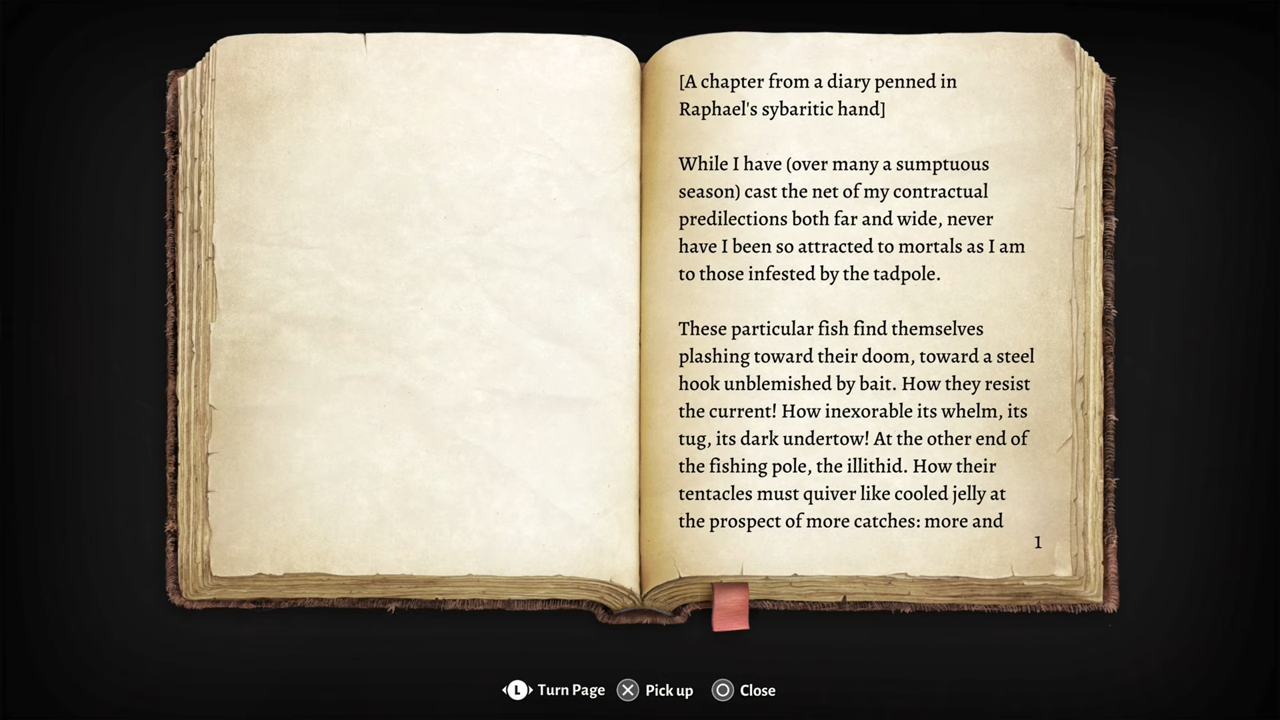 [A chapter from a diary penned in
Raphael's sybaritic hand]
While I have (over many a sumptuous
season) cast the net of my contractual
predilections both far and wide, never
have I been so attracted to mortals as I am
to those infested by the tadpole.
These particular fish find themselves
plashing toward their doom, toward a steel
hook unblemished by bait. How they resist
the current! How inexorable its whelm, its
tug, its dark undertow! At the other end of
the fishing pole, the illithid. How their
tentacles must quiver like cooled jelly at
the prospect of more catches: more and
1
L Turn Page Pick up Close